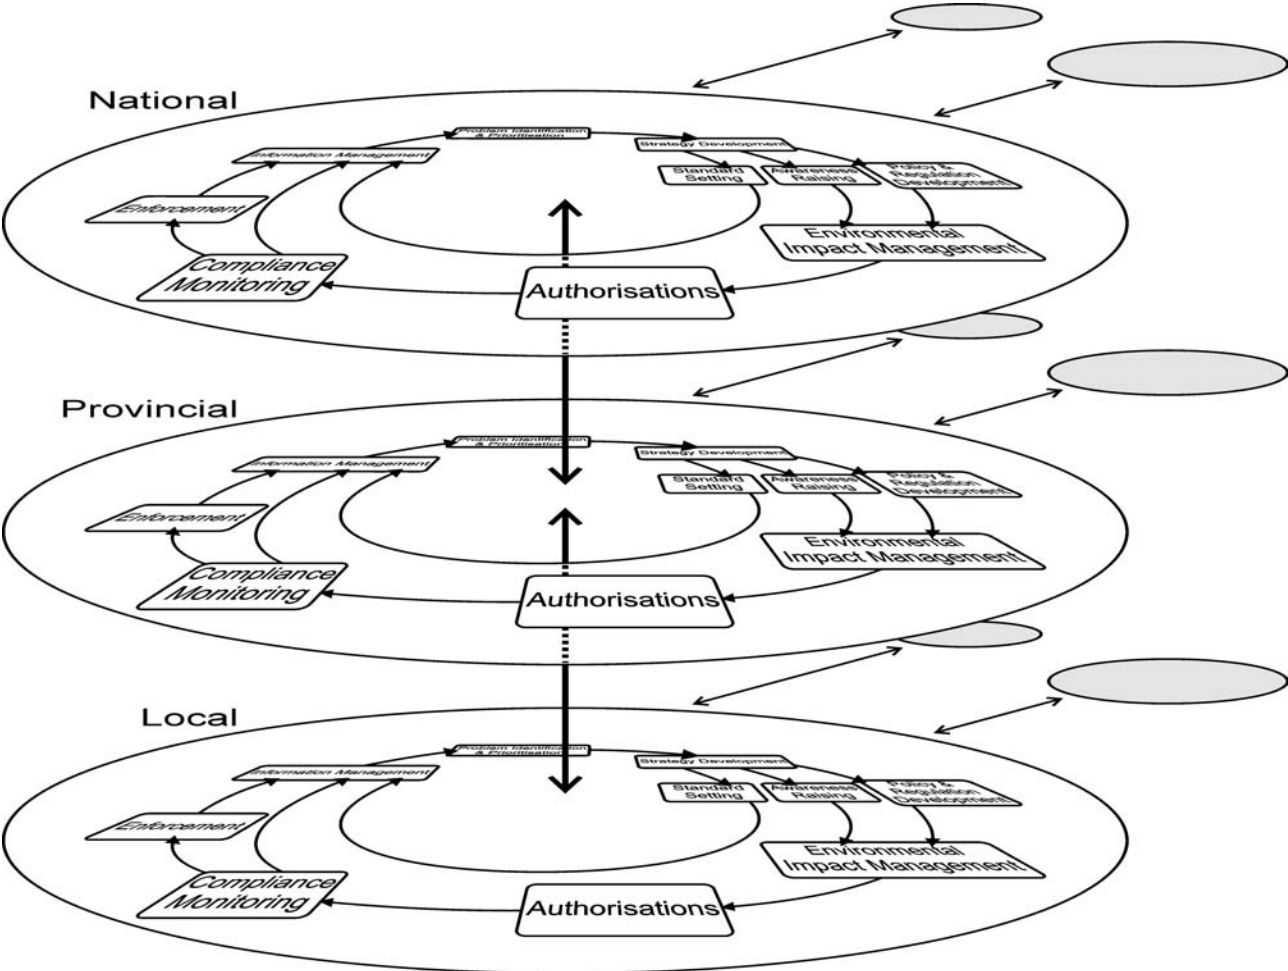 National
Problem Identification
& Prioritisation
Information Management
Strategy Development
Standard
Setting
Awareness
Raising
Policy &
Regulation
Development
Enforcement
Environmental
Impact Management
Compliance
Monitoring
Authorisations
Provincial
Problem Identification
& Prioritisation
Information Management
Strategy Development
Standard
Setting
Awareness
Raising
Policy &
Regulation
Development
Enforcement
Environmental
Impact Management
Compliance
Monitoring
Authorisations
Local
Problem Identification
& Prioritisation
Information Management
Strategy Development
Standard
Setting
Awareness
Raising
Policy &
Regulation
Development
Enforcement
Environmental
Impact Management
Compliance
Monitoring
Authorisations